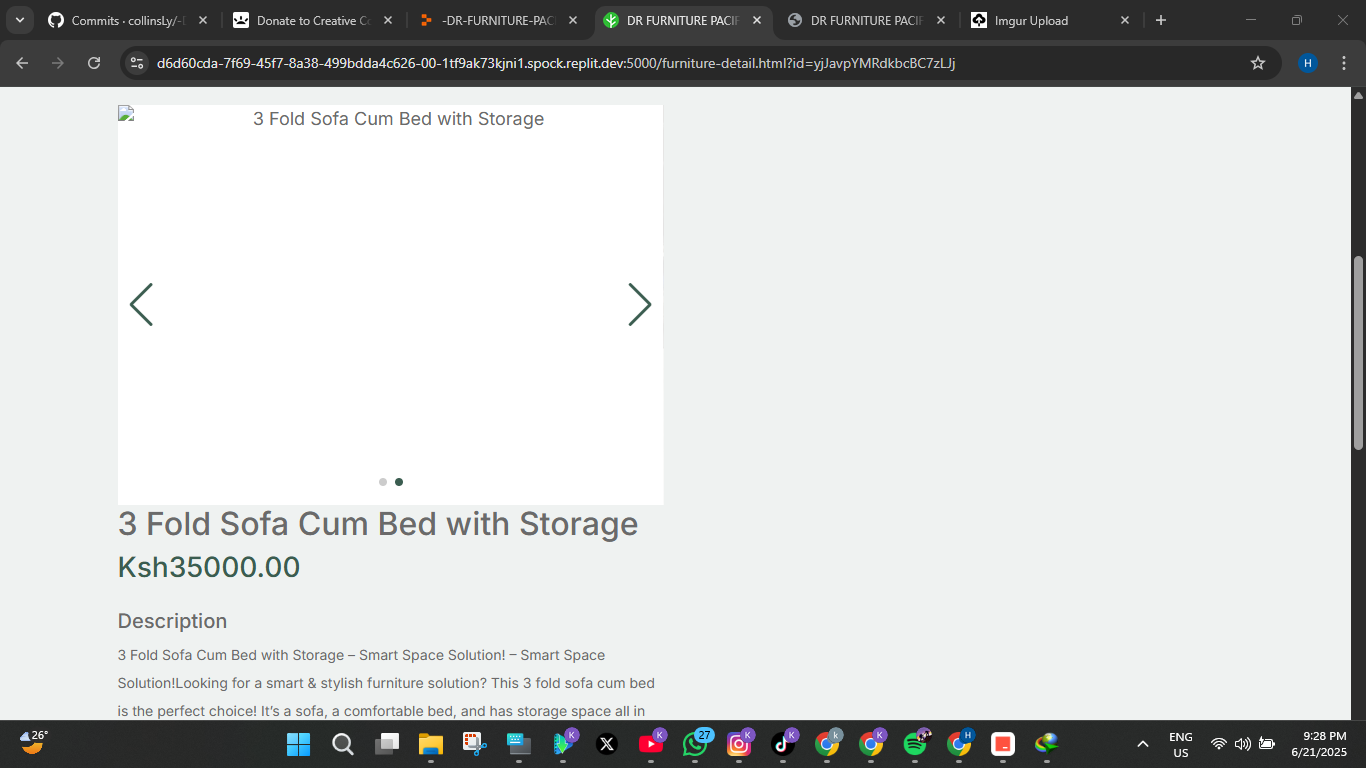 Commits · collinsLy/-D
Donate to Creative Co
-DR-FURNITURE-PAC
DR FURNITURE PACIF
DR FURNITURE PACIF
Imgur Upload
d6d60cda-7f69-45f7-8a38-499bdda4c626-00-1tf9ak73kjni1.spock.replit.dev:5000/furniture-detail.html?id=yjJavpYMRdkbcBC7zLJj
H
3 Fold Sofa Cum Bed with Storage
3 Fold Sofa Cum Bed with Storage
Ksh35000.00
Description
3 Fold Sofa Cum Bed with Storage – Smart Space Solution! – Smart Space
Solution!Looking for a smart & stylish furniture solution? This 3 fold sofa cum bed
is the perfect choice! It's a sofa, a comfortable bed, and has storage space all in
26°
K
K
27
K
K
k
K
H
ENG
US
9:28 PM
6/21/2025